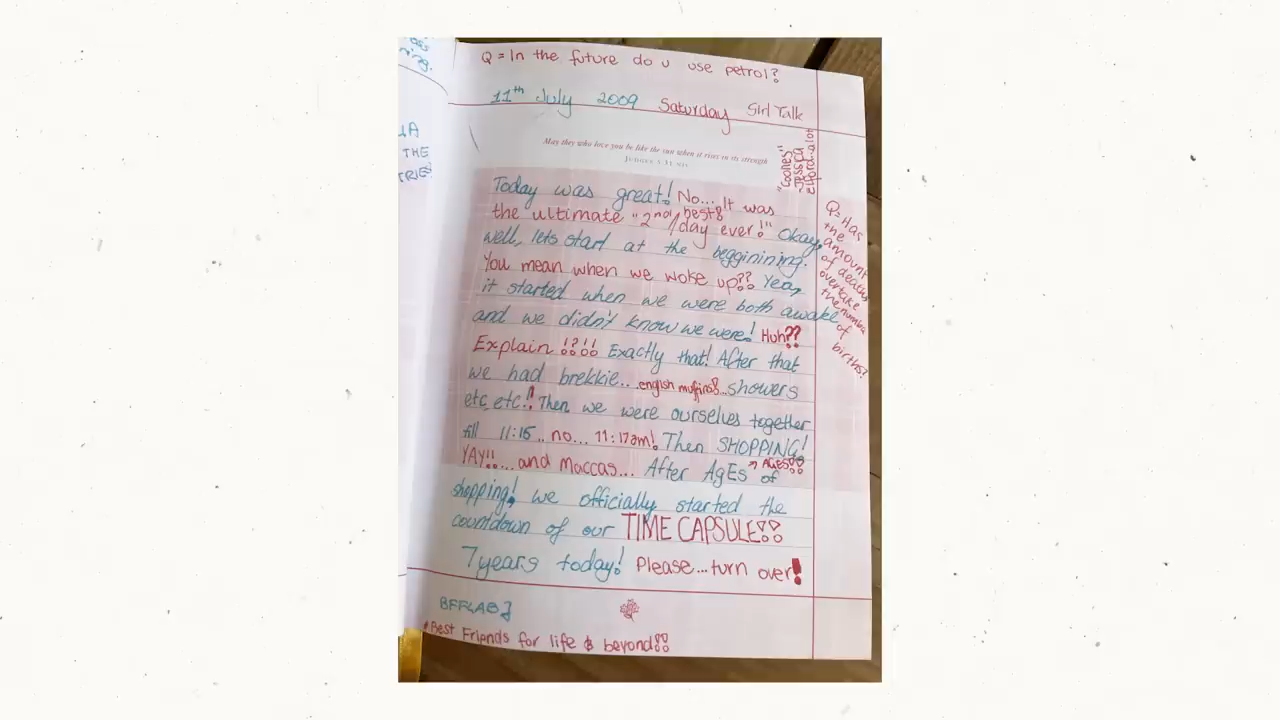 Q = In the future do u use petrol?
11th July 2009 Saturday Girl Talk
May they who love you be like the sun when it rises in its strength
JUDGES
Today was great! No... It was
the ultimate "2nd best day ever!" Okay,
well, lets start at the begginining.
You mean when we woke up?? Yea,
it started when we were both awake
and we didn't know we were! Huh??
Explain !?!! Exactly that! After that
we had brekkie... english muffins!..showers
etc, etc!! Then we were ourselves together
till 11:15.. no... 11:17am! Then SHOPPING!
YAY!!...and Maccas... After AgEs → AGES!! of
shopping! we officially started the
countdown of our TIME CAPSULE!!
7 years today! Please...turn over!
BFFLAB
*Best Friends for life & beyond!!
Q= Has
the
amount
of deaths
overtake
the number
of
births?
THE